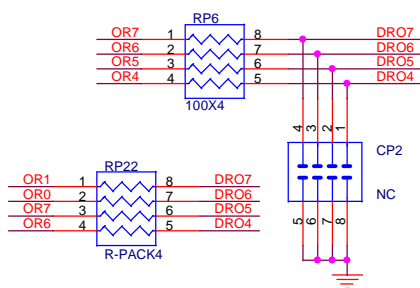 RP6
OR7 1 8 DRO7
OR6 2 7 DRO6
OR5 3 6 DRO5
OR4 4 5 DRO4
100X4
4 3 2 1
CP2
RP22
NC
OR1 1 8 DRO7
OR0 2 7 DRO6
OR7 3 6 DRO5
OR6 4 5 DRO4
5 6 7 8
R-PACK4